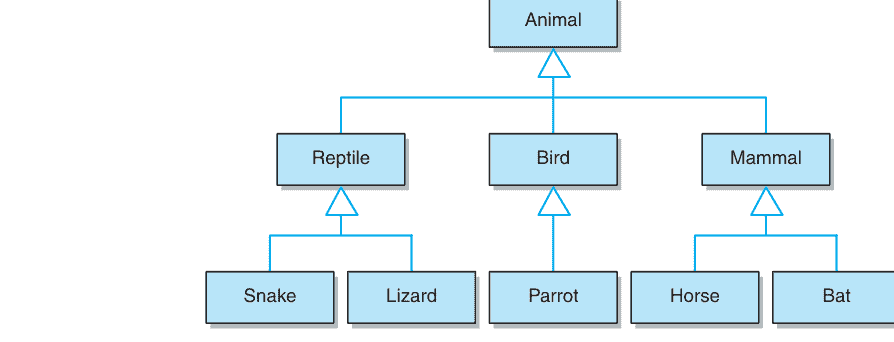 Animal
Reptile
Bird
Mammal
Snake
Lizard
Parrot
Horse
Bat